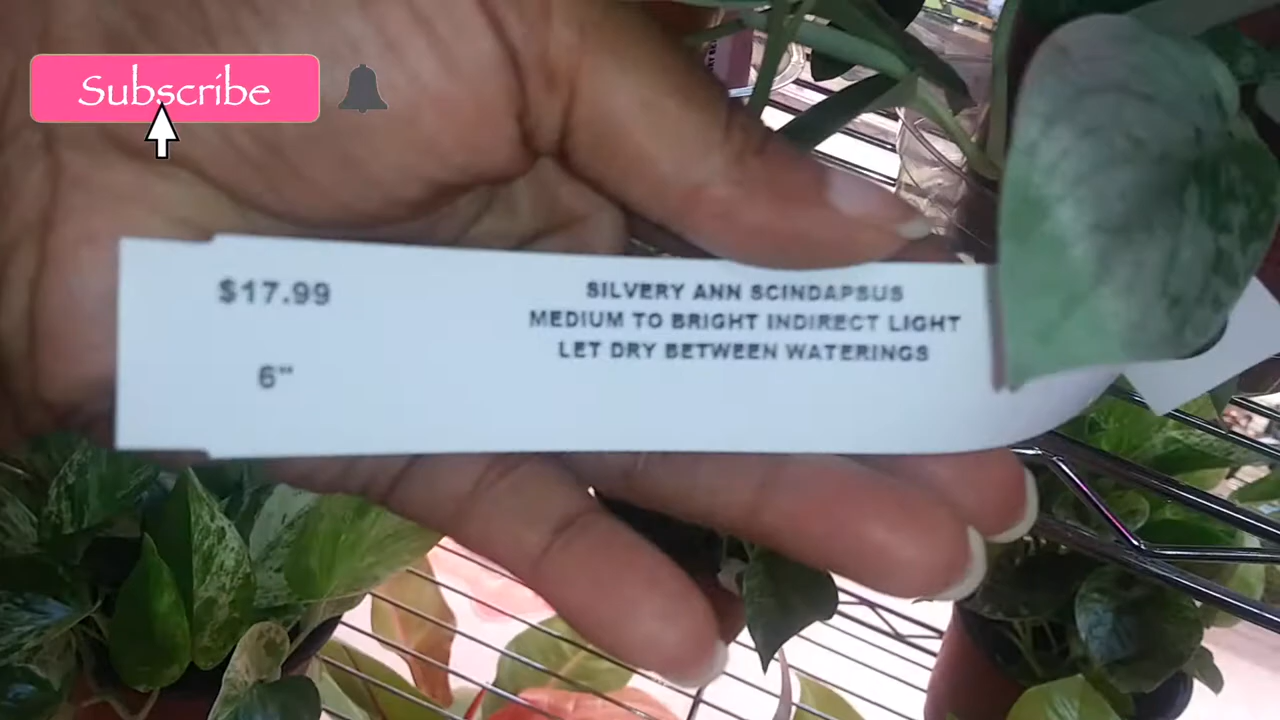 Subscribe
$17.99
6"
SILVERY ANN SCINDAPSUS
MEDIUM TO BRIGHT INDIRECT LIGHT
LET DRY BETWEEN WATERINGS